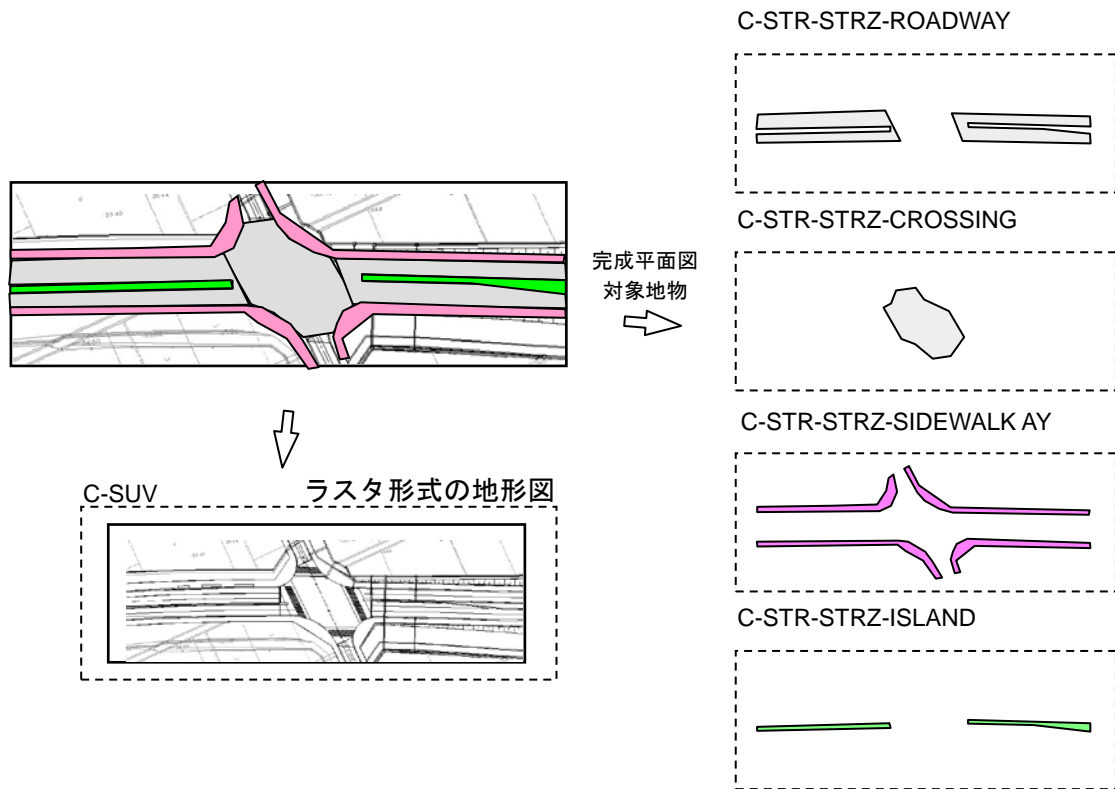 C-STR-STRZ-ROADWAY
C-STR-STRZ-CROSSING
完成平面図
対象地物
C-STR-STRZ-SIDEWALK AY
C-SUV
ラスタ形式の地形図
C-STR-STRZ-ISLAND